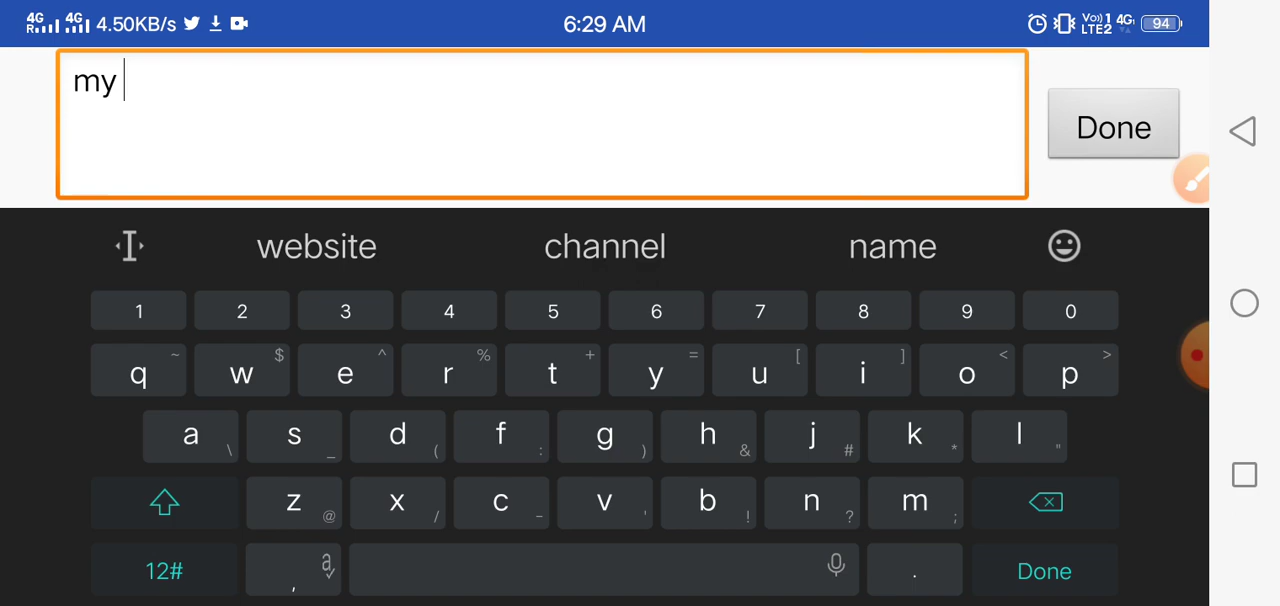 4G R 4G 4.50KB/s 6:29 AM Vo)) 1 LTE2 4G 94
my
Done
website channel name
1 2 3 4 5 6 7 8 9 0
~ $ ^ % + = [ ] < >
q w e r t y u i o p
a s d f g h j k l
\ _ ( : ) & # * "
z x c v b n m
@ / - ' ! ? ;
12# a , . Done